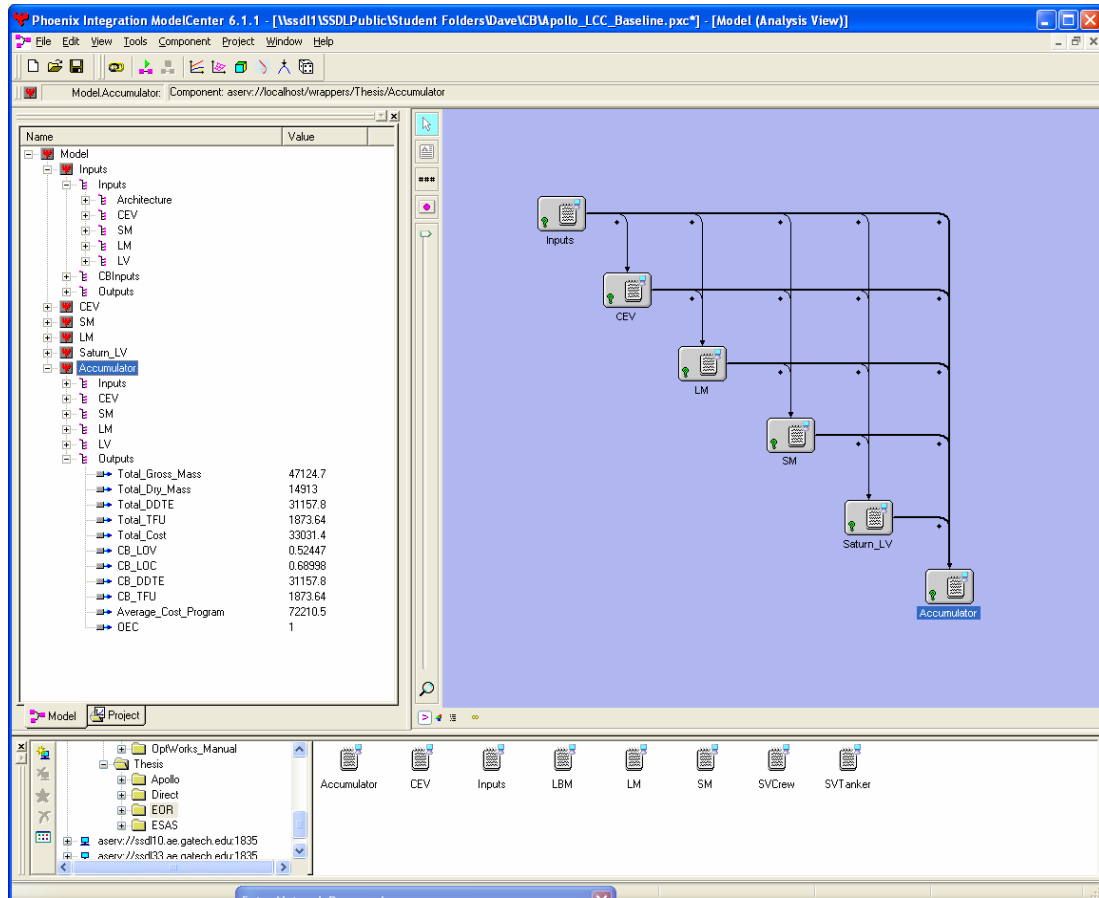 Phoenix Integration ModelCenter 6.1.1 - [\\ssdl1\SSDLPublic\Student Folders\Dave\CB\Apollo_LCC_Baseline.pxc*] - [Model (Analysis View)]
File Edit View Tools Component Project Window Help
Model.Accumulator: Component: aserv://localhost/wrappers/Thesis/Accumulator
Name Value
Model
Inputs
Inputs
Architecture
CEV
SM
LM
LV
CBInputs
Outputs
CEV
SM
LM
Saturn_LV
Accumulator
Inputs
CEV
SM
LM
LV
Outputs
Total_Gross_Mass 47124.7
Total_Dry_Mass 14913
Total_DDTE 31157.8
Total_TFU 1873.64
Total_Cost 33031.4
CB_LOV 0.52447
CB_LOC 0.68998
CB_DDTE 31157.8
CB_TFU 1873.64
Average_Cost_Program 72210.5
OEC 1
Model Project
###
Inputs
CEV
LM
SM
Saturn_LV
Accumulator
OptWorks_Manual
Thesis
Apollo
Direct
EOR
ESAS
aserv://ssdl10.ae.gatech.edu:1835
aserv://ssdl33.ae.gatech.edu:1835
Accumulator CEV Inputs LBM LM SM SVCrew SVTanker